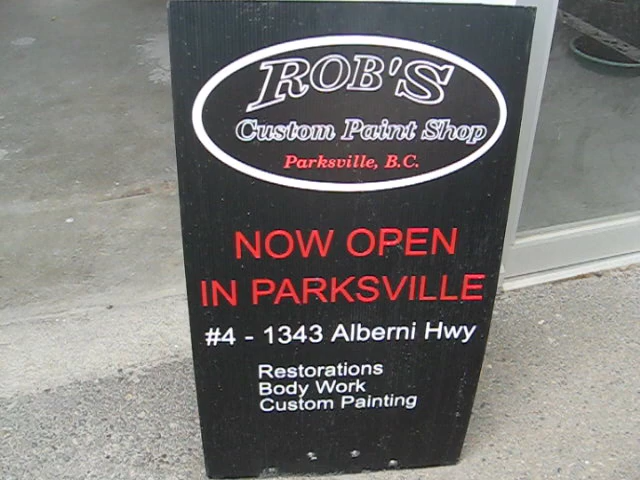 ROB'S
Custom Paint Shop
Parksville, B.C.
NOW OPEN
IN PARKSVILLE
#4 - 1343 Alberni Hwy
Restorations
Body Work
Custom Painting